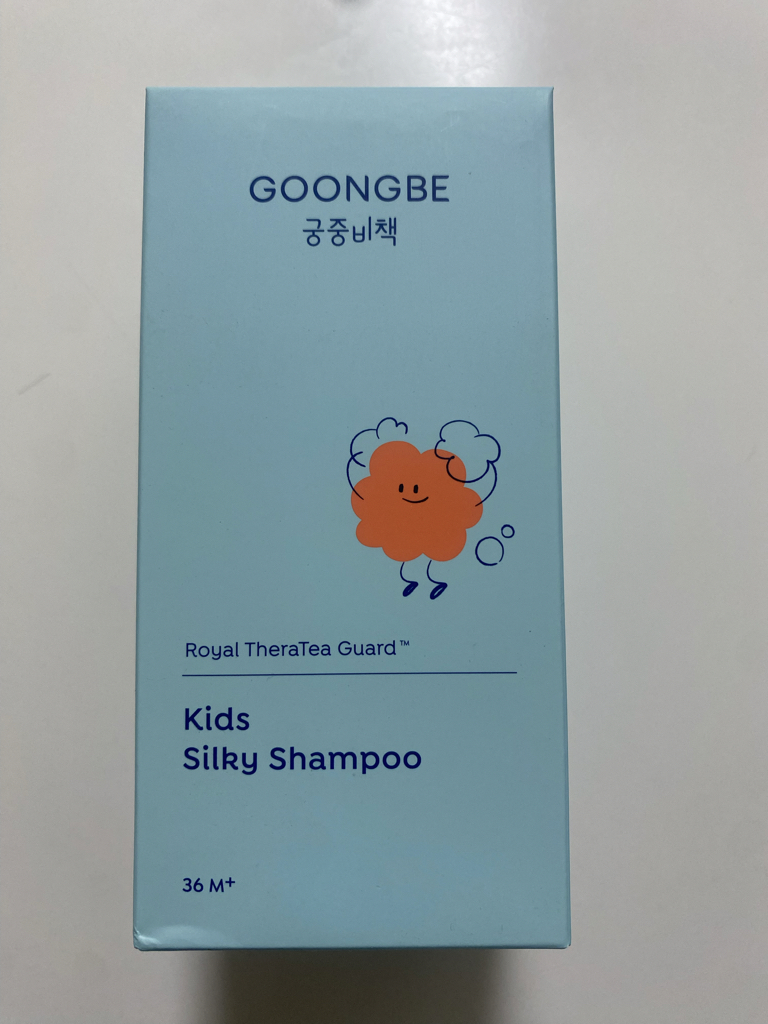 GOONGBE
궁중비책
Royal TheraTea Guard™
Kids
Silky Shampoo
36 M+